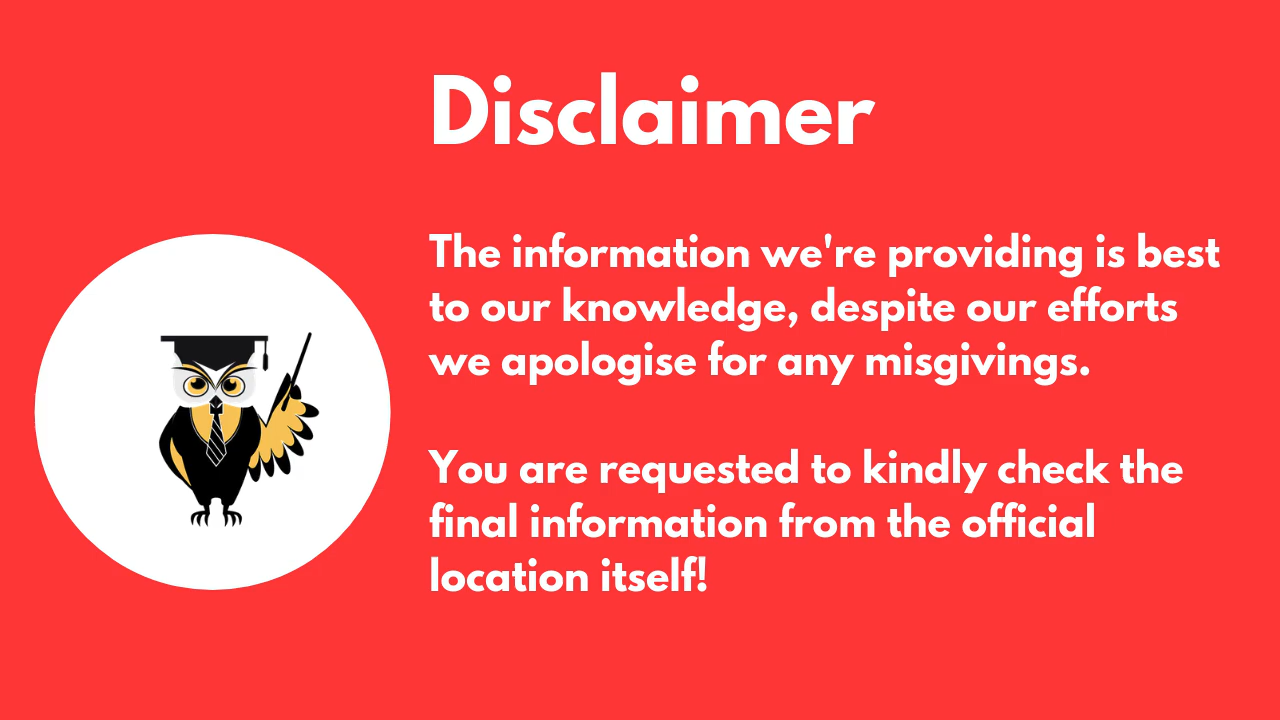 Disclaimer
The information we're providing is best
to our knowledge, despite our efforts
we apologise for any misgivings.
You are requested to kindly check the
final information from the official
location itself!